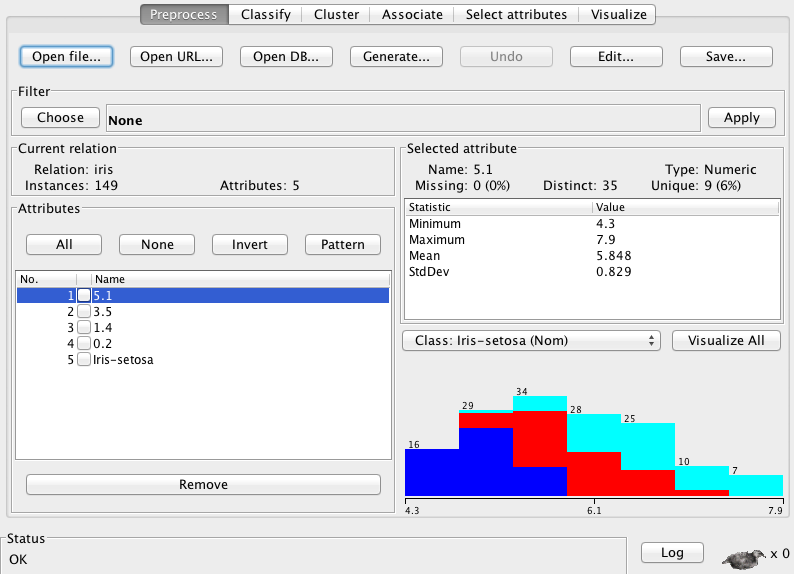 Preprocess Classify Cluster Associate Select attributes Visualize
Open file... Open URL... Open DB... Generate... Undo Edit... Save...
Filter
Choose None Apply
Current relation
Relation: iris
Instances: 149 Attributes: 5
Attributes
All None Invert Pattern
No. Name
1 5.1
2 3.5
3 1.4
4 0.2
5 Iris-setosa
Remove
Selected attribute
Name: 5.1 Type: Numeric
Missing: 0 (0%) Distinct: 35 Unique: 9 (6%)
Statistic Value
Minimum 4.3
Maximum 7.9
Mean 5.848
StdDev 0.829
Class: Iris-setosa (Nom) Visualize All
16 29 34 28 25 10 7
4.3 6.1 7.9
Status
OK
Log x 0